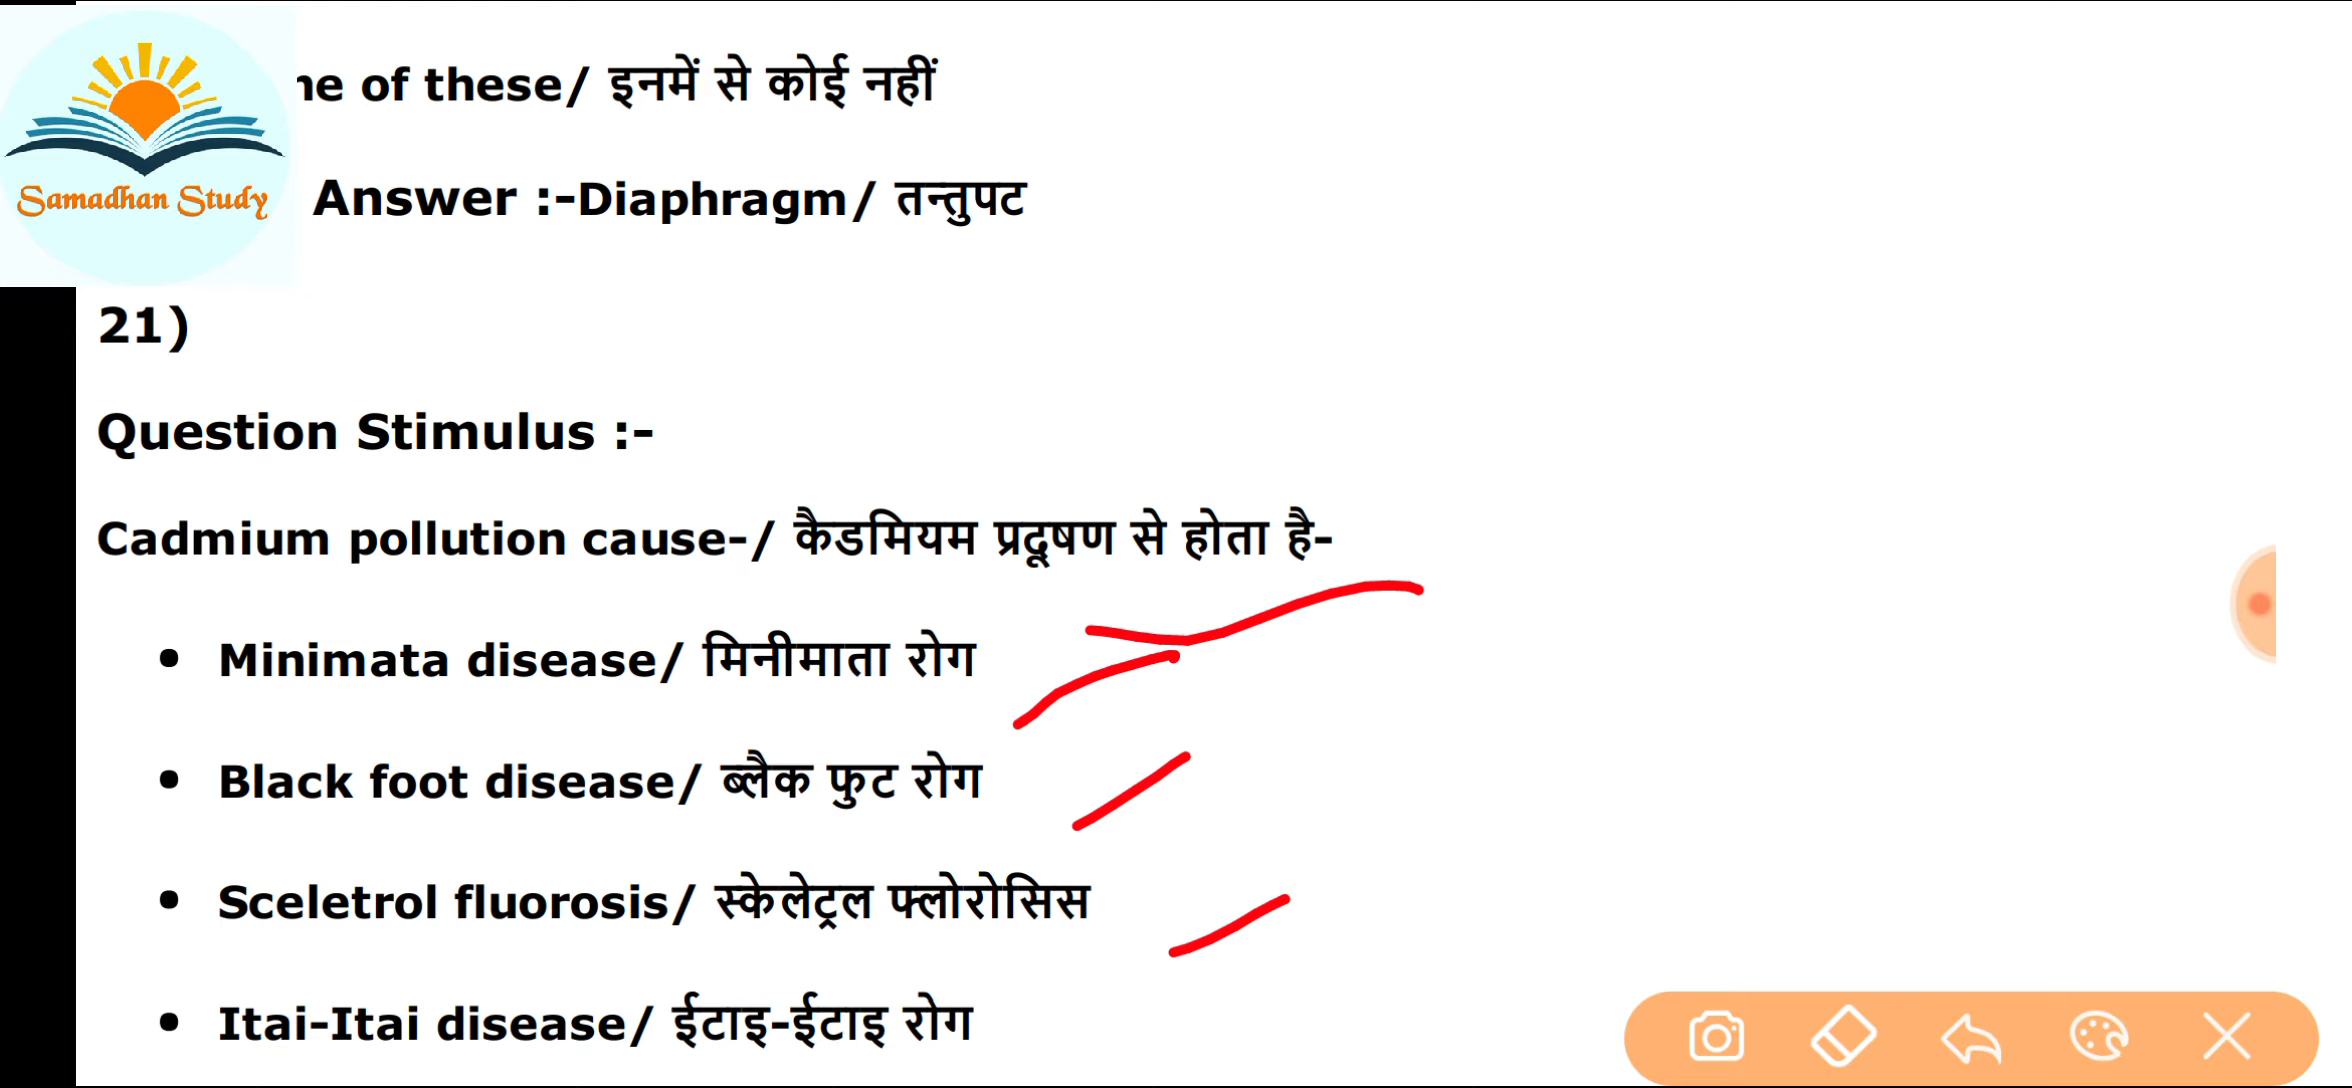 ne of these/ इनमें से कोई नहीं
Samadhan Study
Answer :-Diaphragm/ तन्तुपट
21)
Question Stimulus :-
Cadmium pollution cause-/ कैडमियम प्रदूषण से होता है-
• Minimata disease/ मिनीमाता रोग
• Black foot disease/ ब्लैक फुट रोग
• Sceletrol fluorosis/ स्केलेट्रल फ्लोरोसिस
• Itai-Itai disease/ ईटाइ-ईटाइ रोग